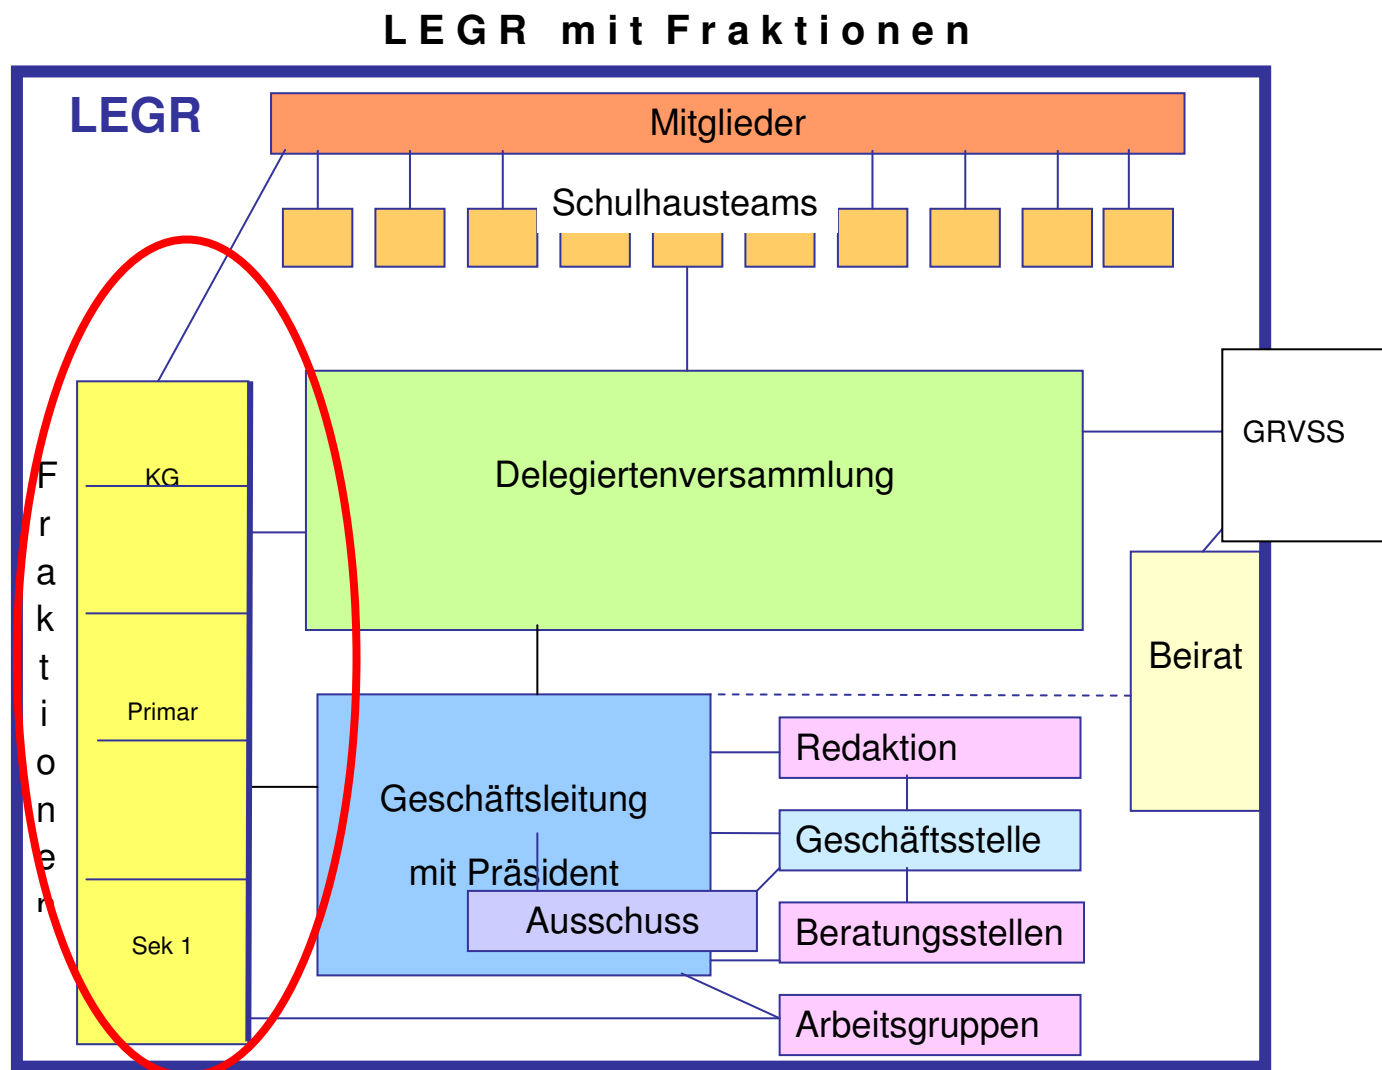 LEGR mit Fraktionen
LEGR
Mitglieder
Schulhausteams
GRVSS
Delegiertenversammlung
KG
Fraktionen
Beirat
Primar
Redaktion
Geschäftsleitung
mit Präsident
Geschäftsstelle
Ausschuss
Beratungsstellen
Sek 1
Arbeitsgruppen